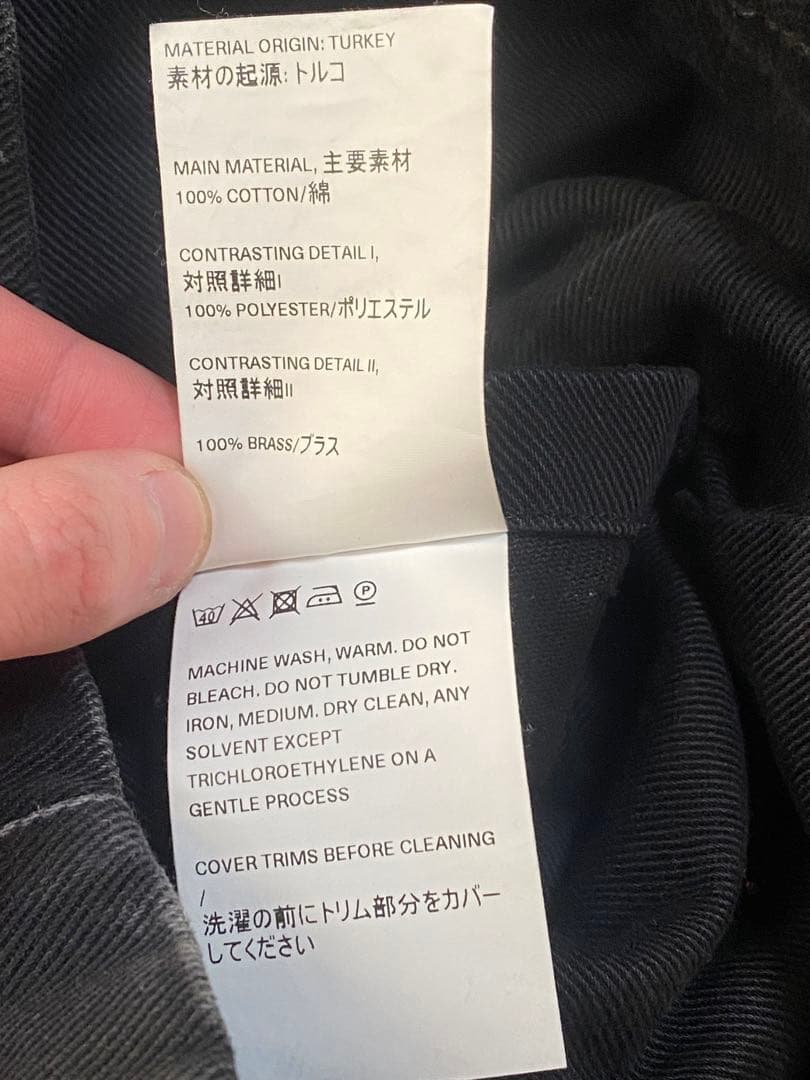 MATERIAL ORIGIN: TURKEY
素材の起源: トルコ
MAIN MATERIAL, 主要素材
100% COTTON/綿
CONTRASTING DETAIL I,
対照詳細I
100% POLYESTER/ポリエステル
CONTRASTING DETAIL II,
対照詳細II
100% BRASS/ブラス
40 P
MACHINE WASH, WARM. DO NOT
BLEACH. DO NOT TUMBLE DRY.
IRON, MEDIUM. DRY CLEAN, ANY
SOLVENT EXCEPT
TRICHLOROETHYLENE ON A
GENTLE PROCESS
COVER TRIMS BEFORE CLEANING
/
洗濯の前にトリム部分をカバー
してください